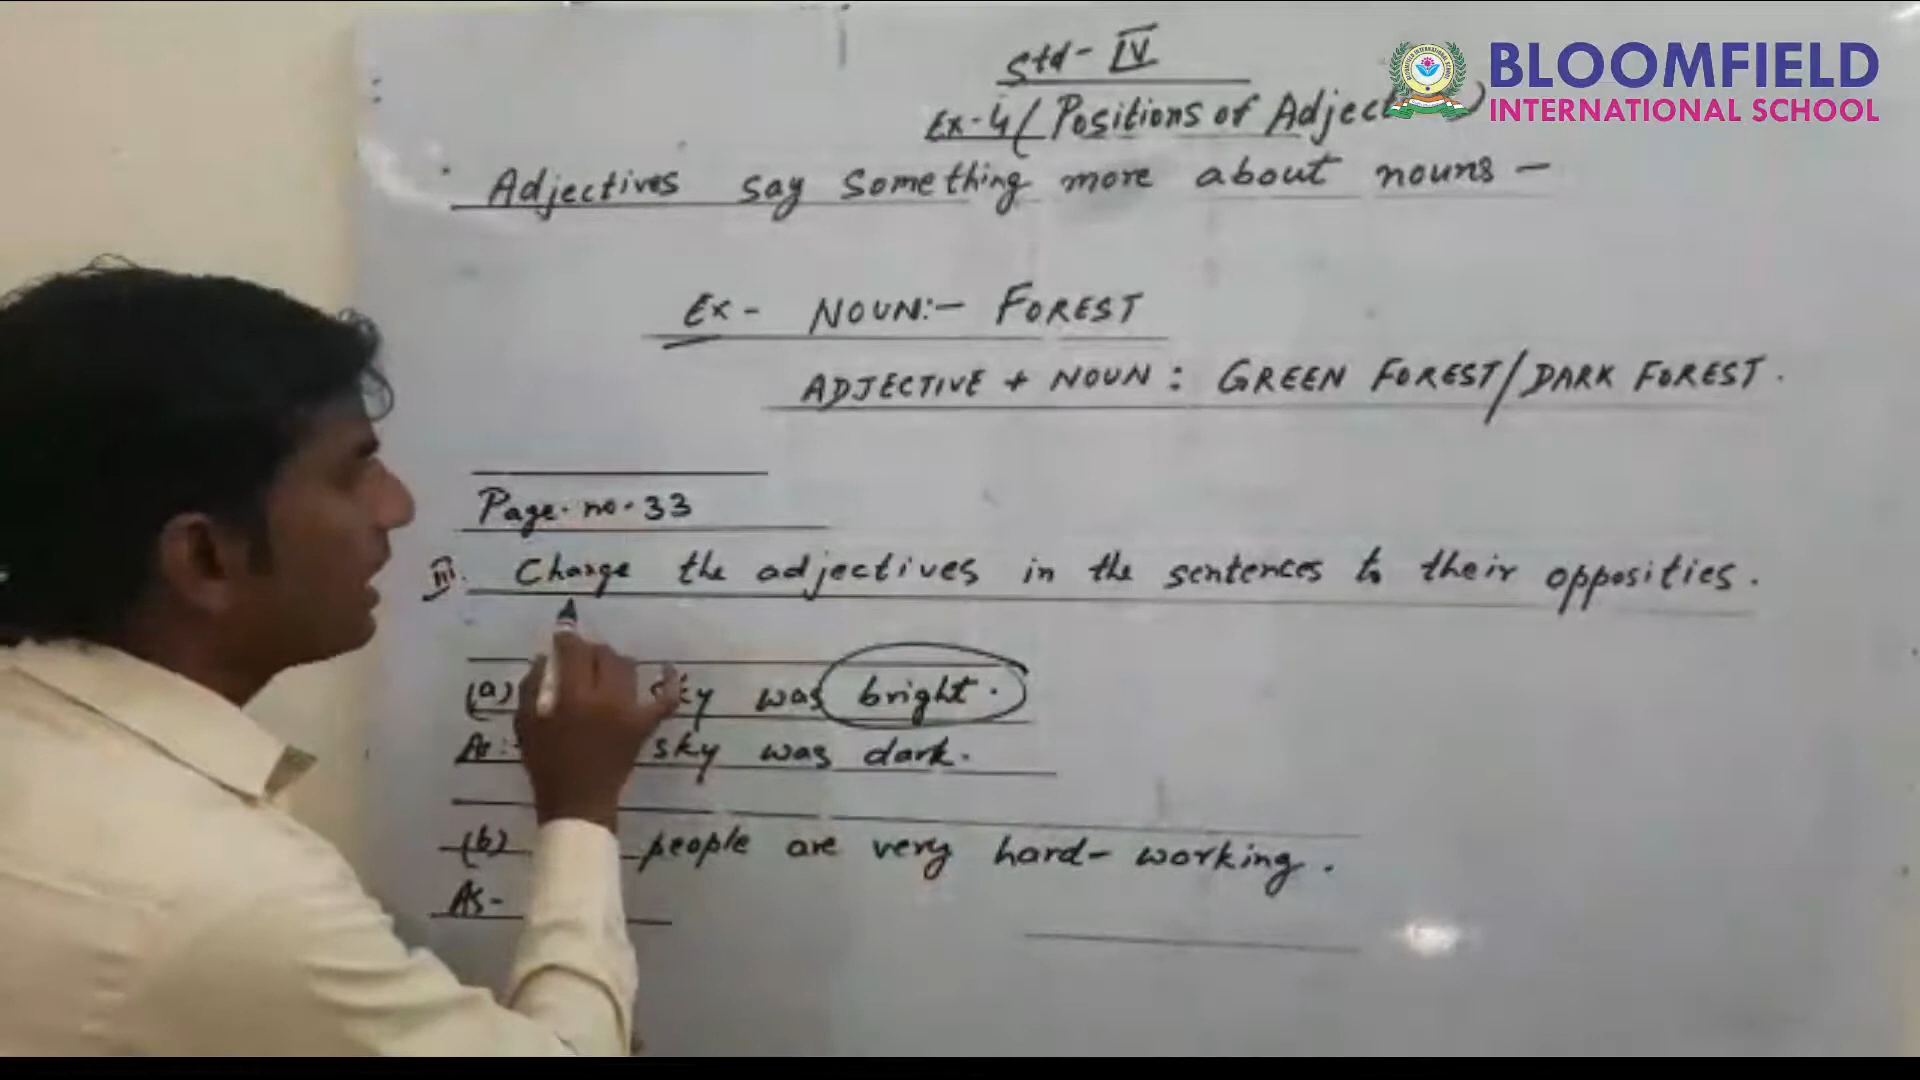 Std- IV
BLOOMFIELD
INTERNATIONAL SCHOOL
Ex-4 (Positions of Adject
Adjectives say something more about nouns -
Ex - NOUN:- FOREST
ADJECTIVE + NOUN: GREEN FOREST/DARK FOREST.
Page. no. 33
III. Change the adjectives in the sentences to their opposities.
(a) sky was bright.
As:- sky was dark.
(b) people are very hard-working.
As-